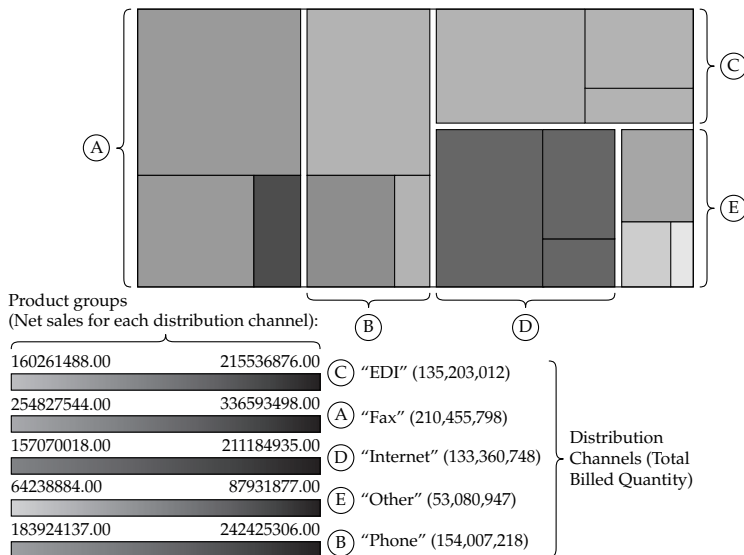 C
A
E
B
D
Product groups
(Net sales for each distribution channel):
160261488.00 215536876.00
C “EDI” (135,203,012)
254827544.00 336593498.00
A “Fax” (210,455,798)
157070018.00 211184935.00
D “Internet” (133,360,748)
64238884.00 87931877.00
E “Other” (53,080,947)
183924137.00 242425306.00
B “Phone” (154,007,218)
Distribution
Channels (Total
Billed Quantity)